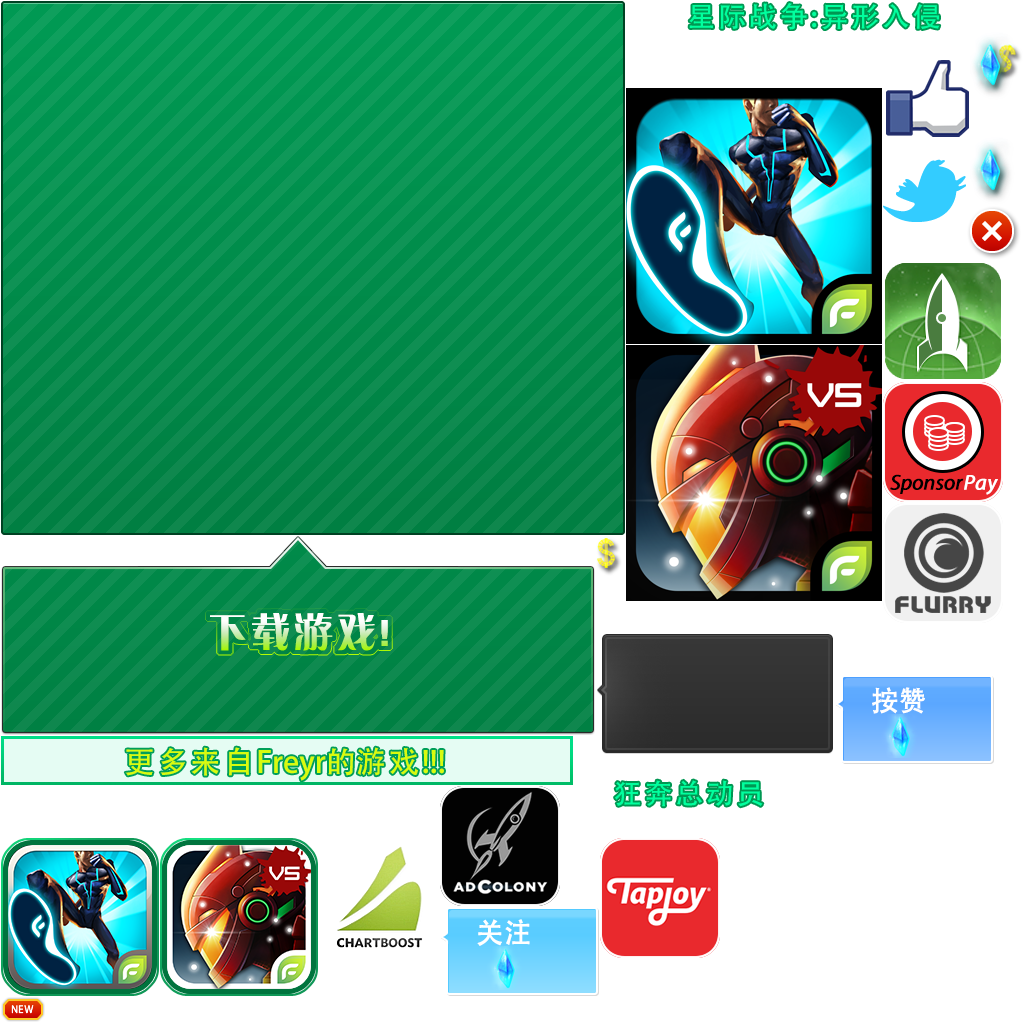 星际战争:异形入侵
VS
SponsorPay
FLURRY
下载游戏!
按赞
更多来自Freyr的游戏!!!
狂奔总动员
ADCOLONY
VS
Tapjoy
关注
CHARTBOOST
NEW